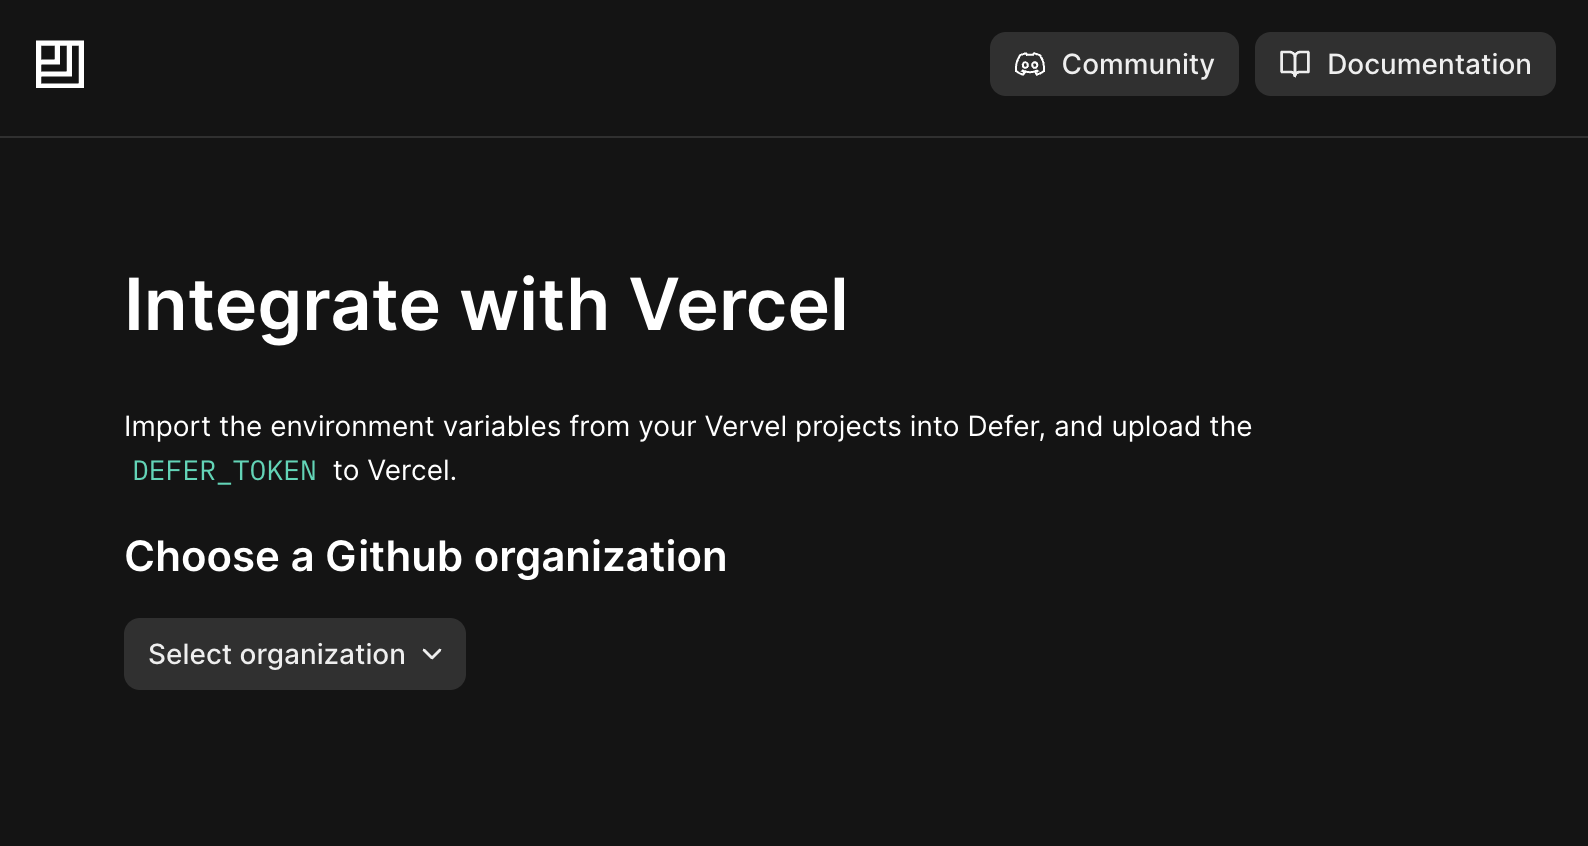 Community
Documentation
Integrate with Vercel
Import the environment variables from your Vervel projects into Defer, and upload the
DEFER_TOKEN to Vercel.
Choose a Github organization
Select organization